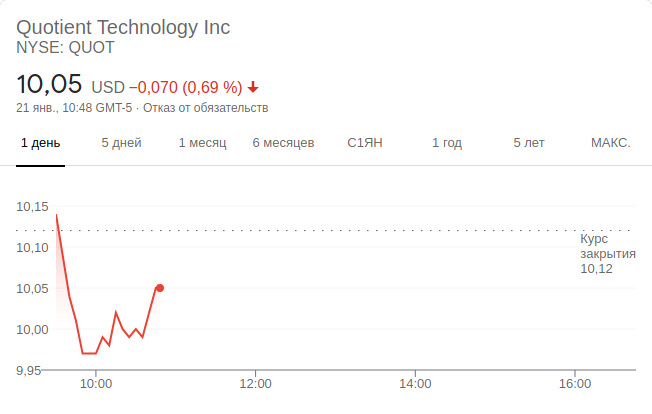 Quotient Technology Inc
NYSE: QUOT
10,05 USD −0,070 (0,69 %)
21 янв., 10:48 GMT-5 · Отказ от обязательств
1 день 5 дней 1 месяц 6 месяцев С1ЯН 1 год 5 лет МАКС.
10,15
Курс
10,10
закрытия
10,12
10,05
10,00
9,95
10:00 12:00 14:00 16:00